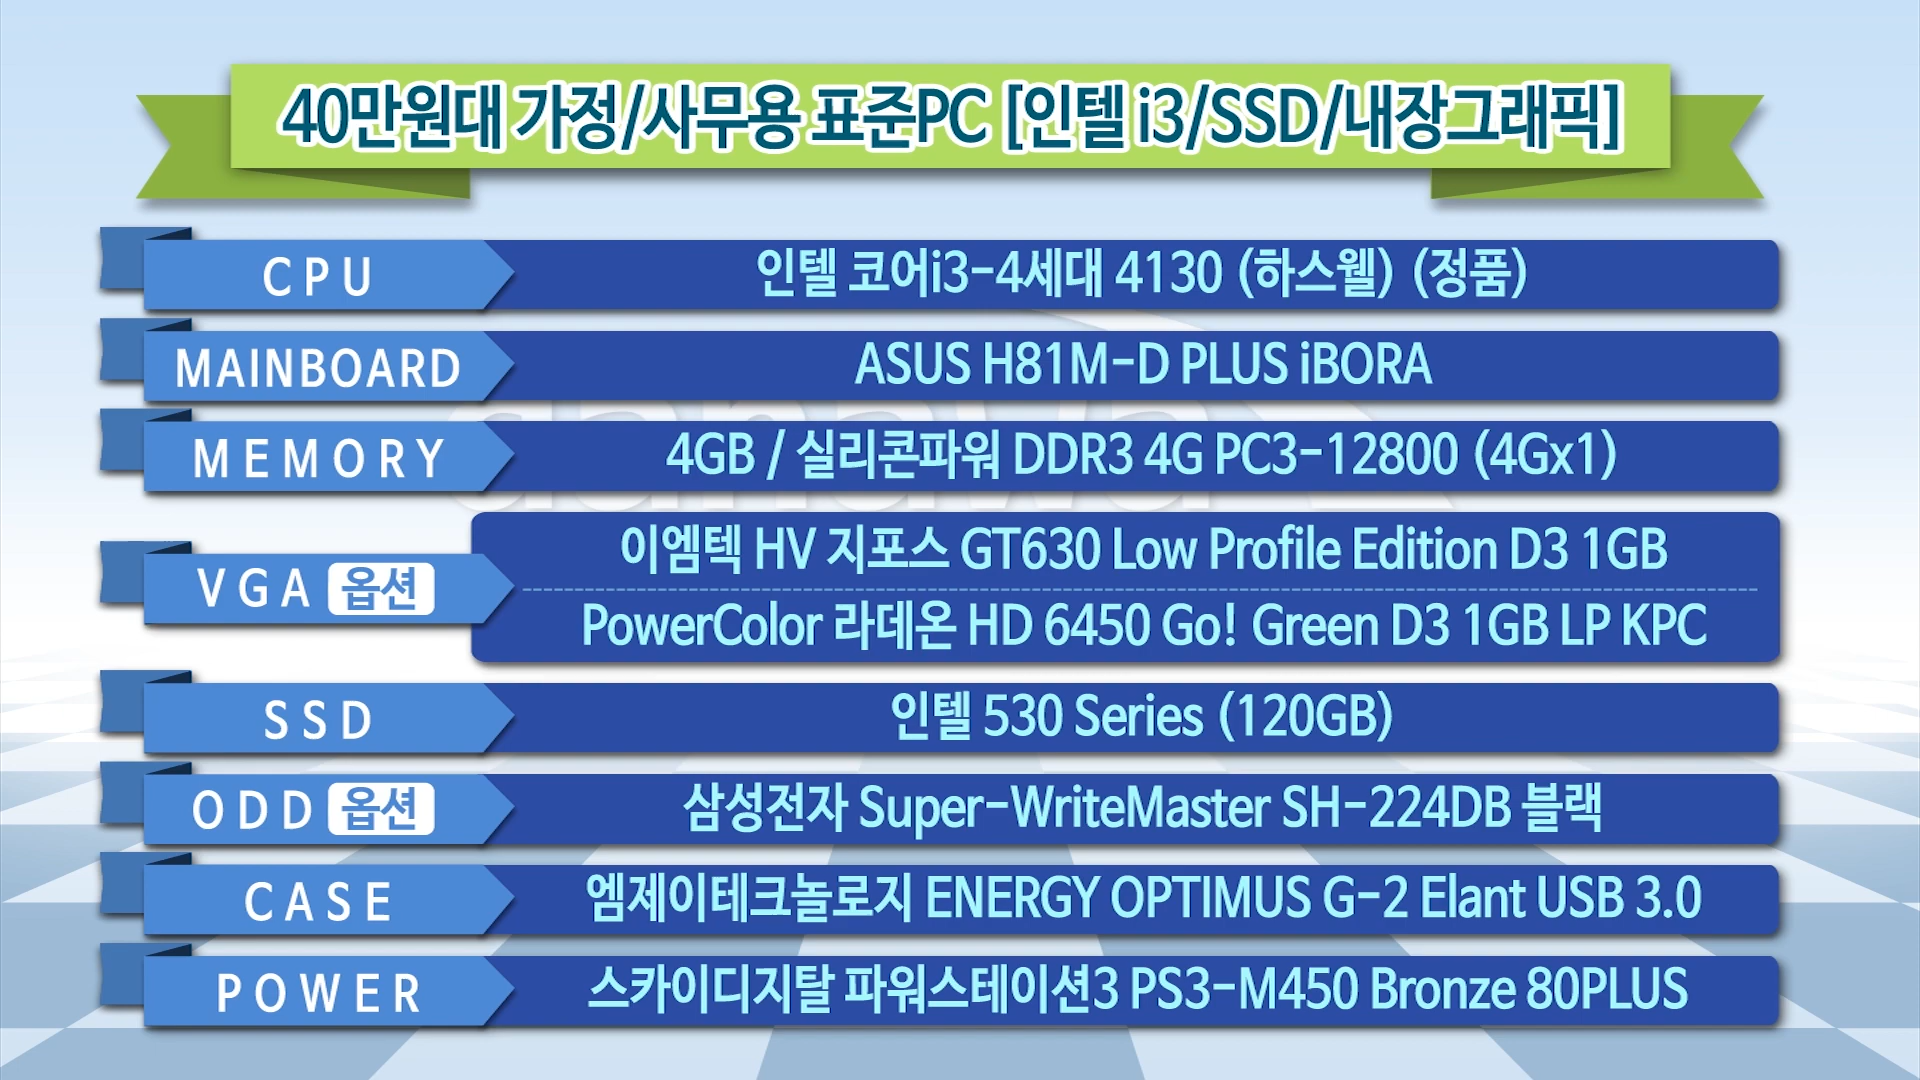 40만원대 가정/사무용 표준PC [인텔 i3/SSD/내장그래픽]
CPU 인텔 코어i3-4세대 4130 (하스웰) (정품)
MAINBOARD ASUS H81M-D PLUS iBORA
MEMORY 4GB / 실리콘파워 DDR3 4G PC3-12800 (4Gx1)
VGA 옵션 이엠텍 HV 지포스 GT630 Low Profile Edition D3 1GB
PowerColor 라데온 HD 6450 Go! Green D3 1GB LP KPC
SSD 인텔 530 Series (120GB)
ODD 옵션 삼성전자 Super-WriteMaster SH-224DB 블랙
CASE 엠제이테크놀로지 ENERGY OPTIMUS G-2 Elant USB 3.0
POWER 스카이디지탈 파워스테이션3 PS3-M450 Bronze 80PLUS
danawa